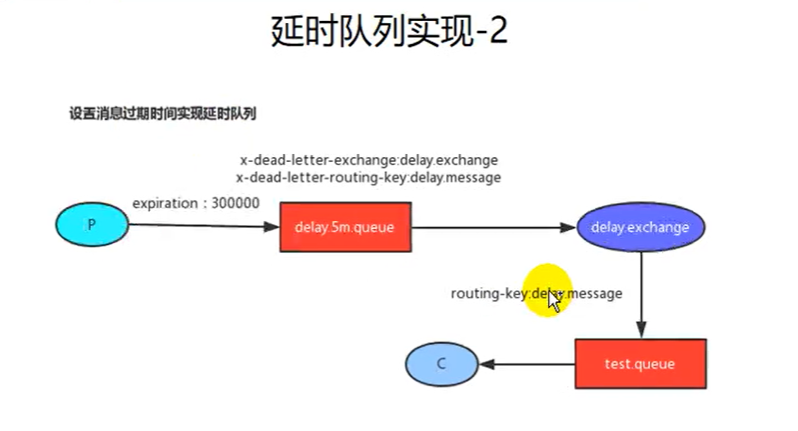 延时队列实现-2
设置消息过期时间实现延时队列
x-dead-letter-exchange:delay.exchange
x-dead-letter-routing-key:delay.message
expiration：300000
P
delay.5m.queue
delay.exchange
routing-key:delay.message
C
test.queue